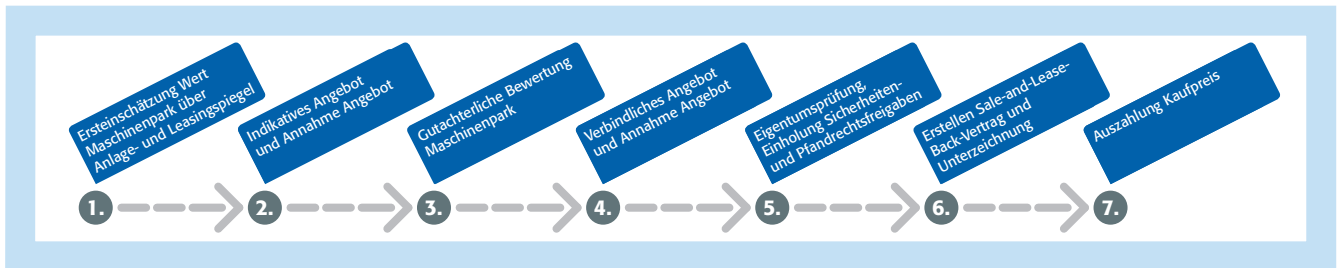 Ersteinschätzung Wert
Maschinenpark über
Anlage- und Leasingspiegel
Indikatives Angebot
und Annahme Angebot
Gutachterliche Bewertung
Maschinenpark
Verbindliches Angebot
und Annahme Angebot
Eigentumsprüfung,
Einholung Sicherheiten-
und Pfandrechtsfreigaben
Erstellen Sale-and-Lease-
Back-Vertrag und
Unterzeichnung
Auszahlung Kaufpreis
1.
2.
3.
4.
5.
6.
7.